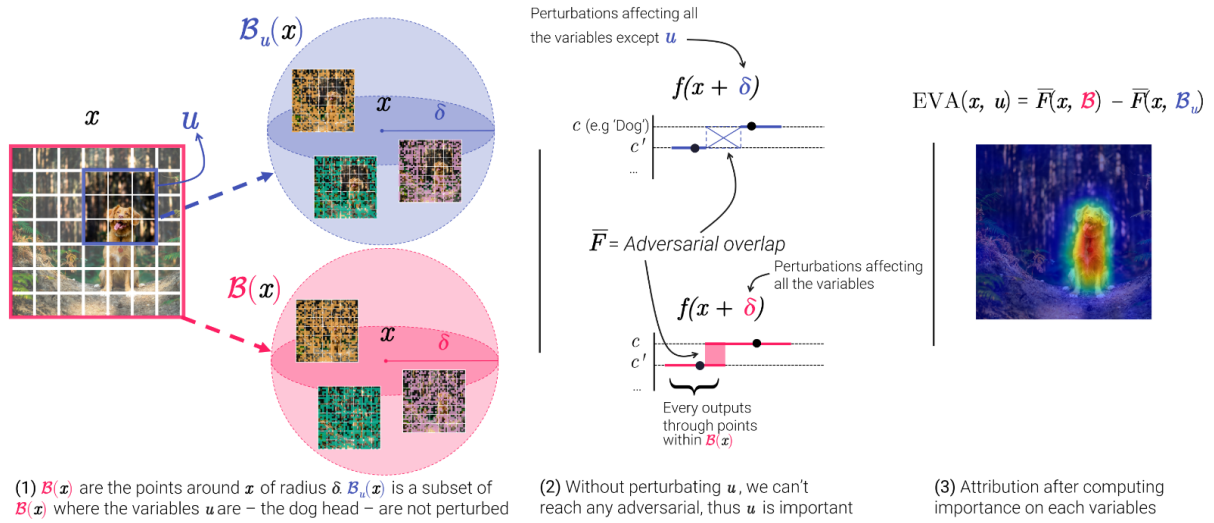 x
u
𝓑u(x)
x
δ
𝓑(x)
x
δ
Perturbations affecting all
the variables except u
f(x + δ)
c (e.g ‘Dog’)
c'
...
F̅ = Adversarial overlap
Perturbations affecting
all the variables
f(x + δ)
c
c'
...
Every outputs
through points
within 𝓑(x)
EVA(x, u) = F̅(x, 𝓑) − F̅(x, 𝓑u)
(1) 𝓑(x) are the points around x of radius δ. 𝓑u(x) is a subset of
𝓑(x) where the variables u are – the dog head – are not perturbed
(2) Without perturbating u, we can't
reach any adversarial, thus u is important
(3) Attribution after computing
importance on each variables